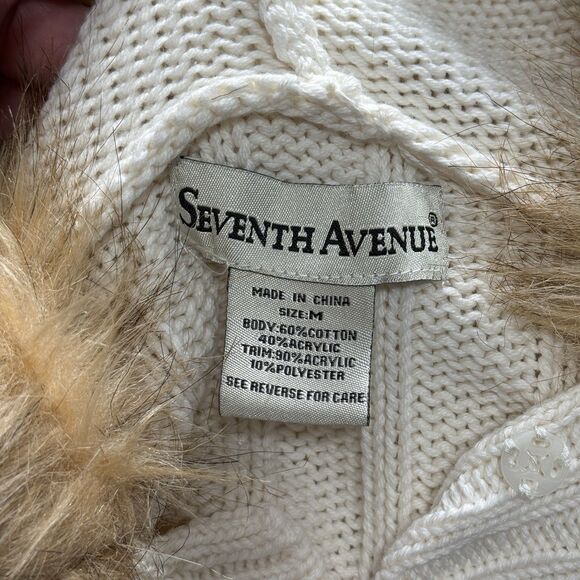 SEVENTH AVENUE®
MADE IN CHINA
SIZE:M
BODY:60%COTTON
40%ACRYLIC
TRIM:90%ACRYLIC
10%POLYESTER
SEE REVERSE FOR CARE